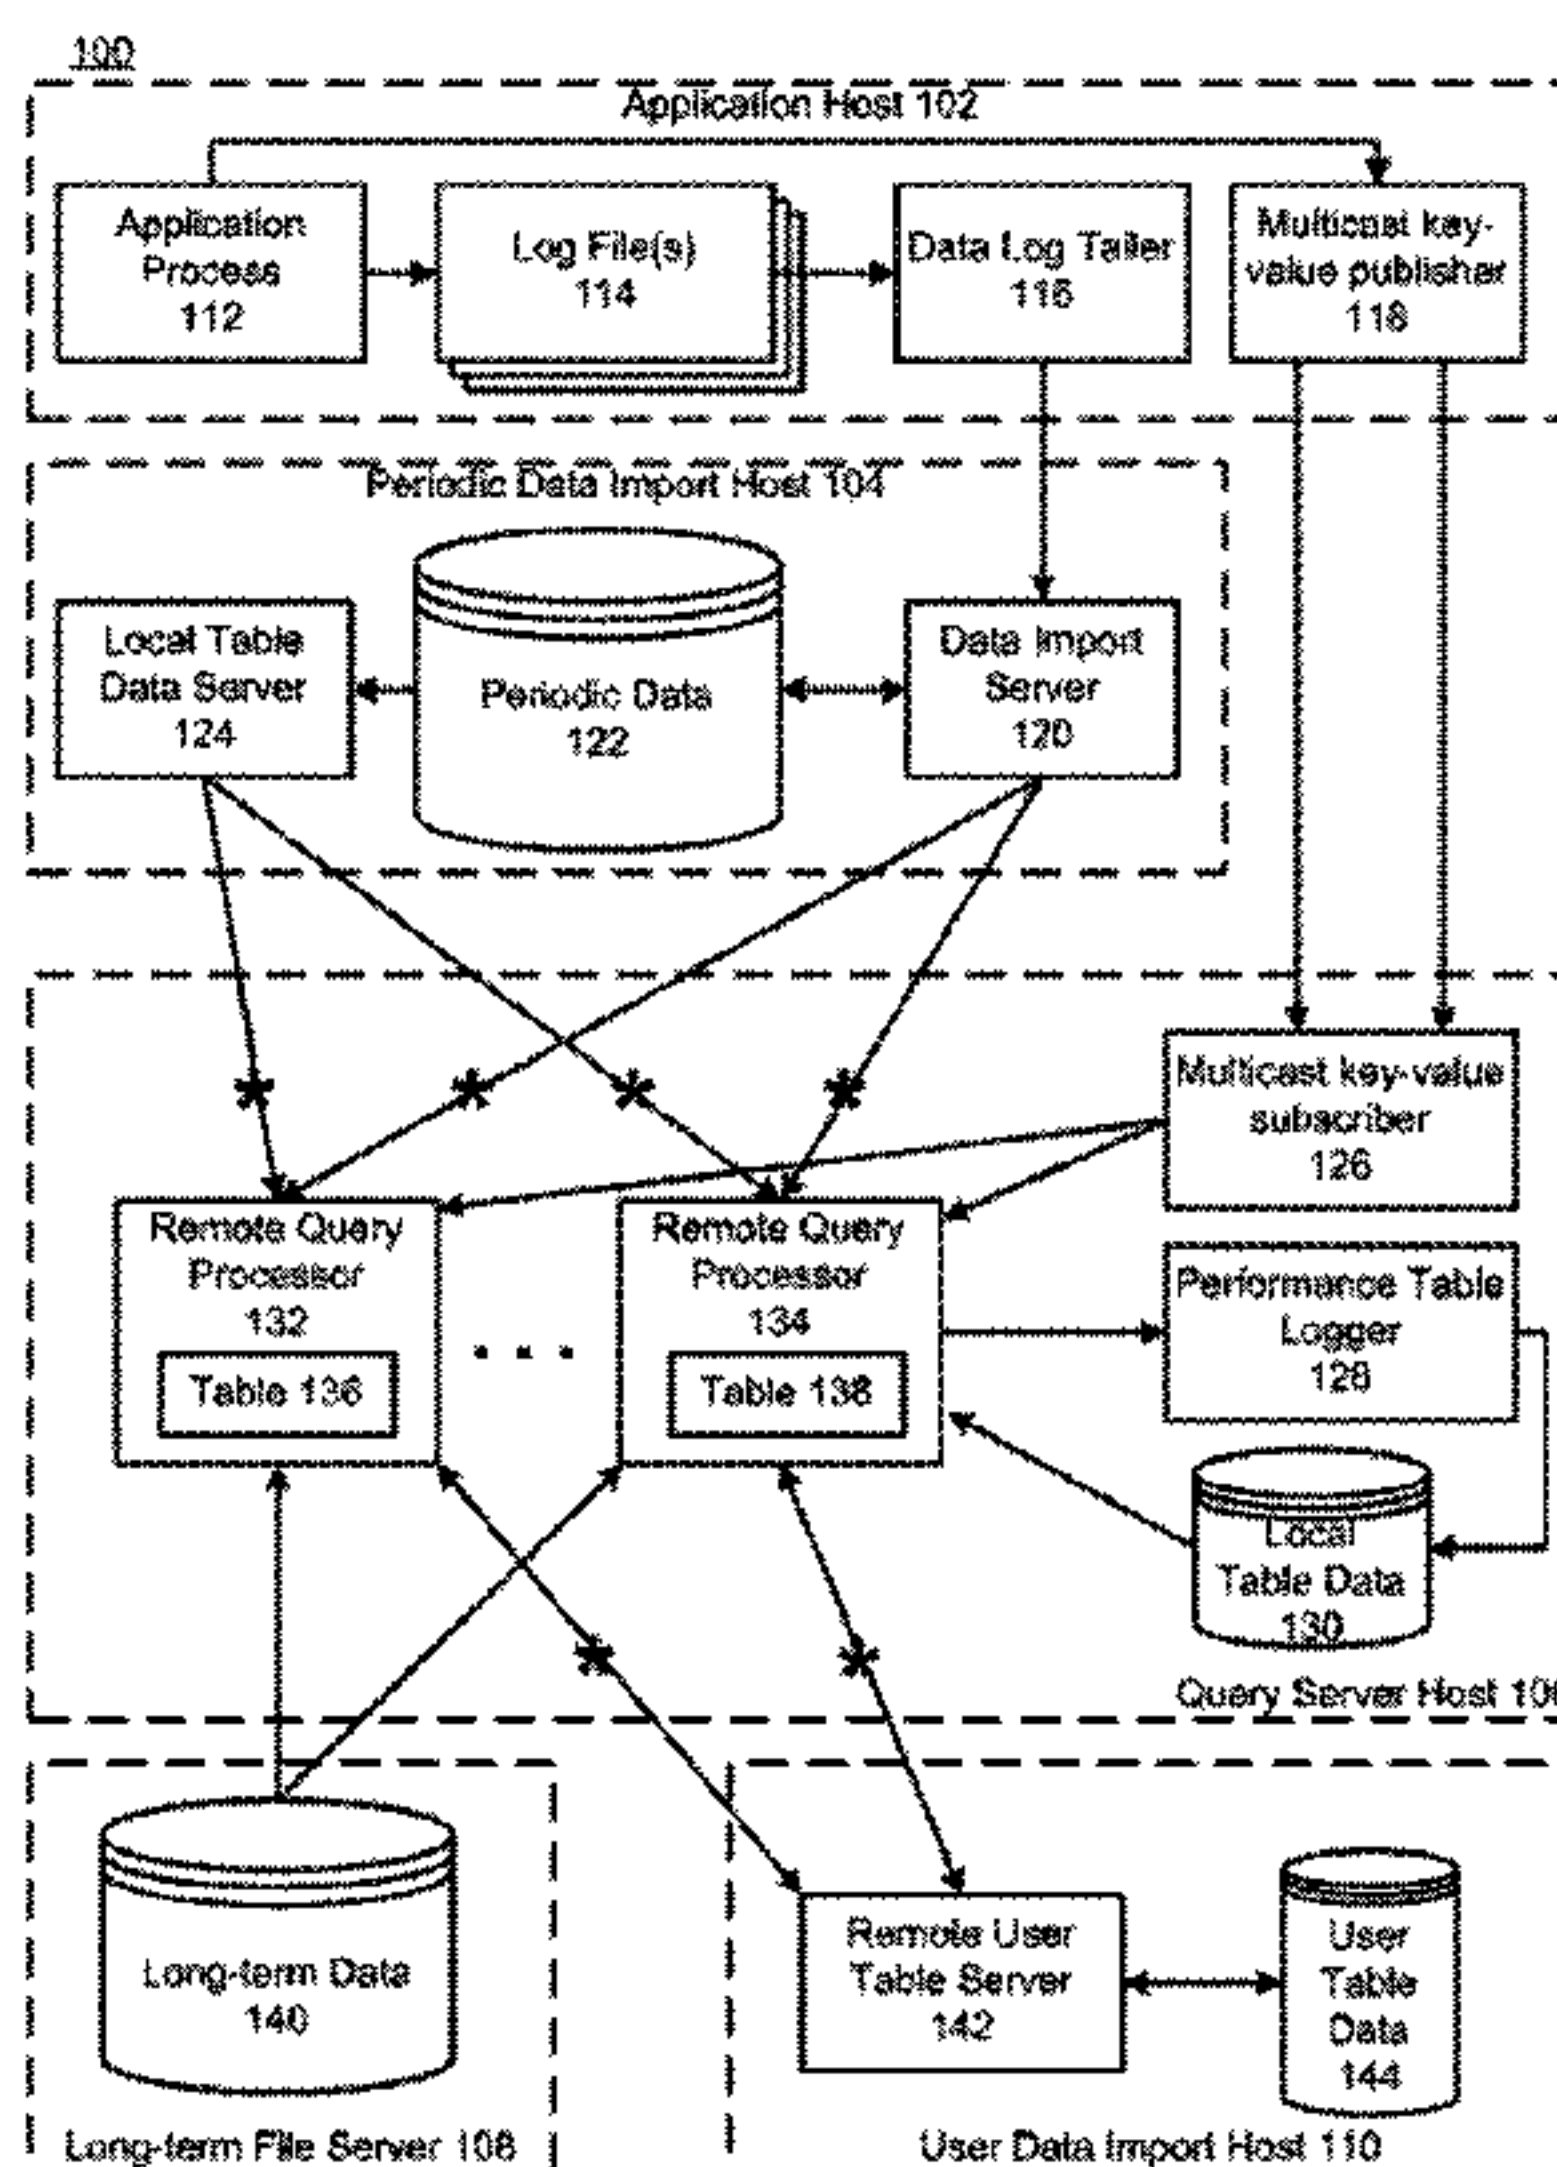 100
Application Host 102
Application
Process
112
Log File(s)
114
Data Log Tailer
116
Multicast key-
value publisher
118
Periodic Data Import Host 104
Local Table
Data Server
124
Periodic Data
122
Data Import
Server
120
Multicast key-value
subscriber
126
Remote Query
Processor
132
Table 136
Remote Query
Processor
134
Table 138
Performance Table
Logger
128
Local
Table Data
130
Query Server Host
Long-term Data
140
Long-term File Server 108
Remote User
Table Server
142
User
Table
Data
144
User Data Import Host 110